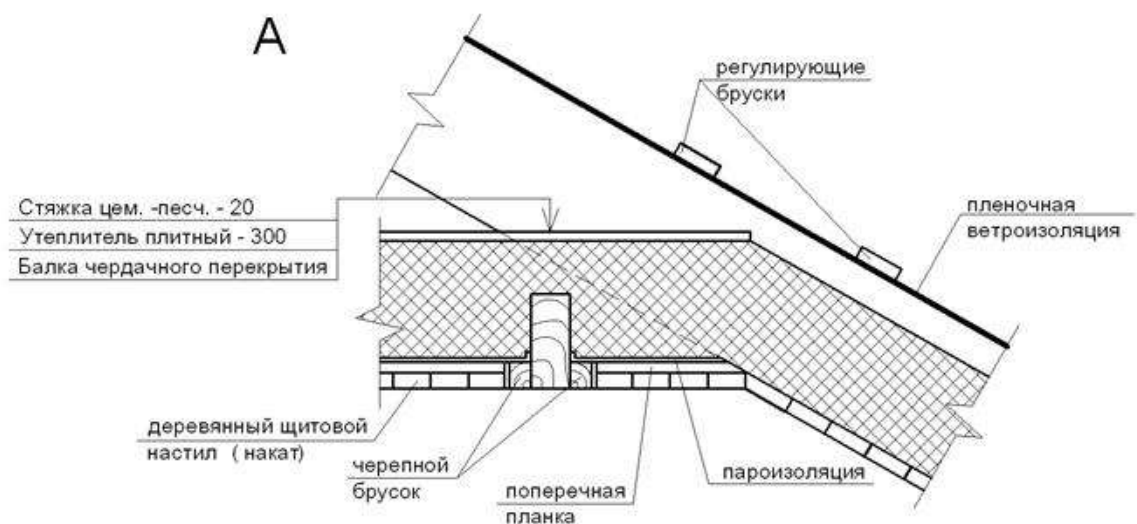 А
регулирующие
бруски
Стяжка цем. -песч. - 20
Утеплитель плитный - 300
Балка чердачного перекрытия
пленочная
ветроизоляция
деревянный щитовой
настил ( накат)
черепной
брусок
поперечная
планка
пароизоляция